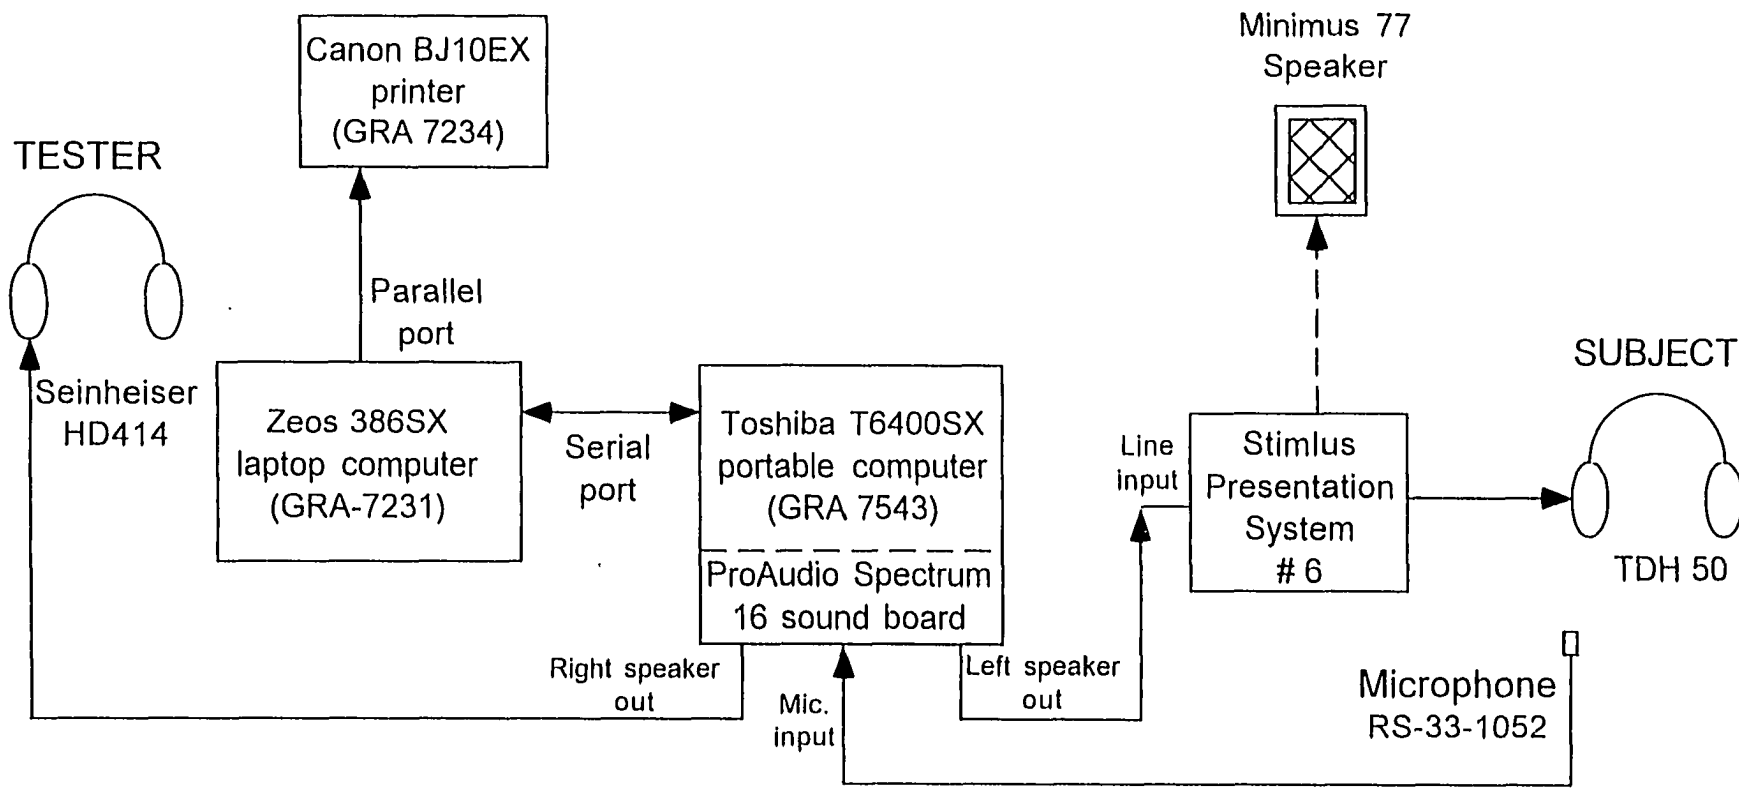 Canon BJ10EX
printer
(GRA 7234)
Minimus 77
Speaker
TESTER
Parallel
port
Seinheiser
HD414
Zeos 386SX
laptop computer
(GRA-7231)
Serial
port
Toshiba T6400SX
portable computer
(GRA 7543)
ProAudio Spectrum
16 sound board
Line
input
Stimlus
Presentation
System
# 6
SUBJECT
TDH 50
Right speaker
out
Mic.
input
Left speaker
out
Microphone
RS-33-1052